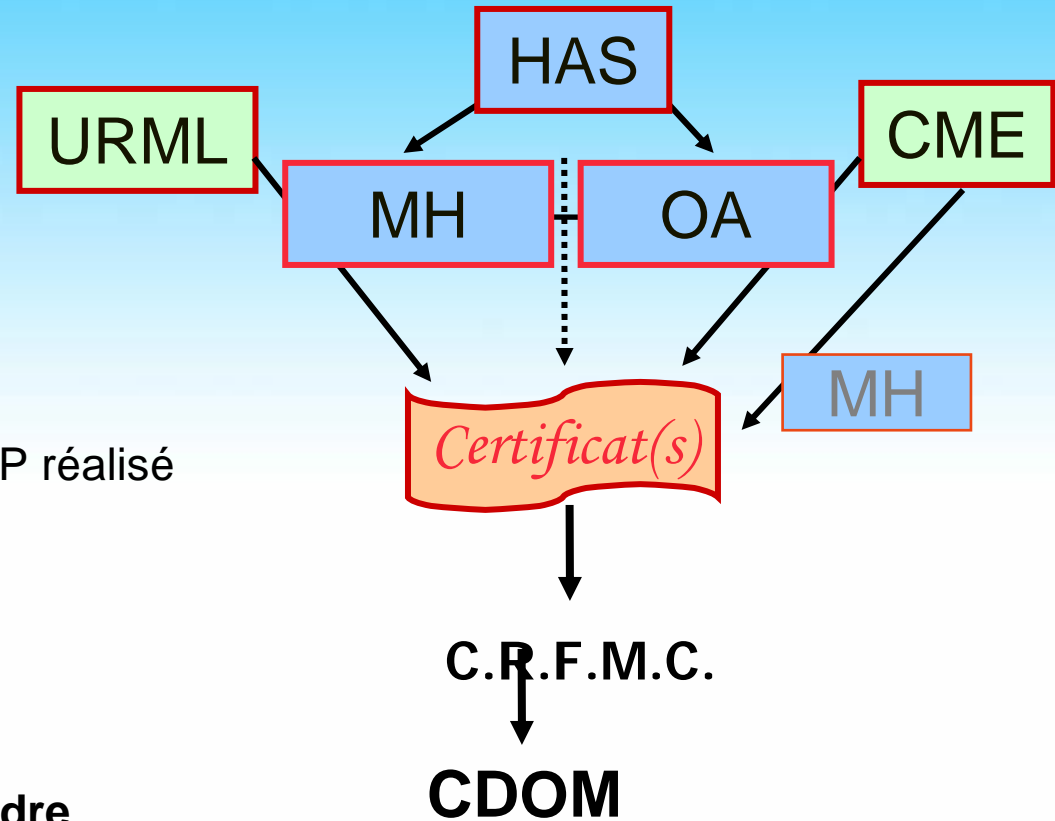 HAS
URML
CME
MH
OA
MH
Certificat(s)
P réalisé
C.R.F.M.C.
CDOM
dre